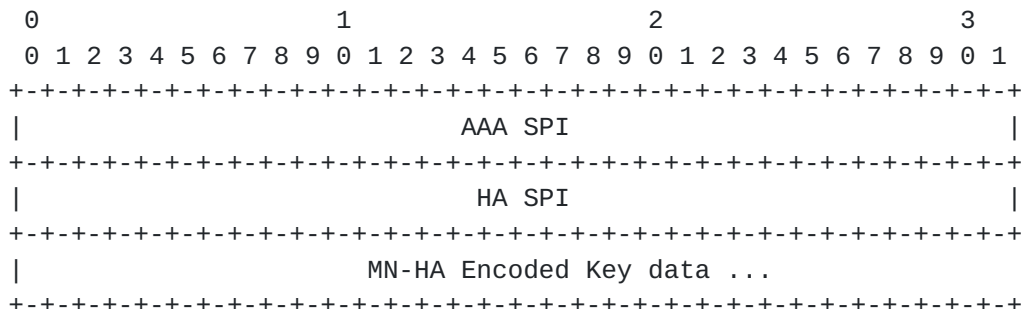 0                   1                   2                   3
 0 1 2 3 4 5 6 7 8 9 0 1 2 3 4 5 6 7 8 9 0 1 2 3 4 5 6 7 8 9 0 1
+-+-+-+-+-+-+-+-+-+-+-+-+-+-+-+-+-+-+-+-+-+-+-+-+-+-+-+-+-+-+-+-+
|                            AAA SPI                            |
+-+-+-+-+-+-+-+-+-+-+-+-+-+-+-+-+-+-+-+-+-+-+-+-+-+-+-+-+-+-+-+-+
|                             HA SPI                            |
+-+-+-+-+-+-+-+-+-+-+-+-+-+-+-+-+-+-+-+-+-+-+-+-+-+-+-+-+-+-+-+-+
|                      MN-HA Encoded Key data ...
+-+-+-+-+-+-+-+-+-+-+-+-+-+-+-+-+-+-+-+-+-+-+-+-+-+-+-+-+-+-+-+-+